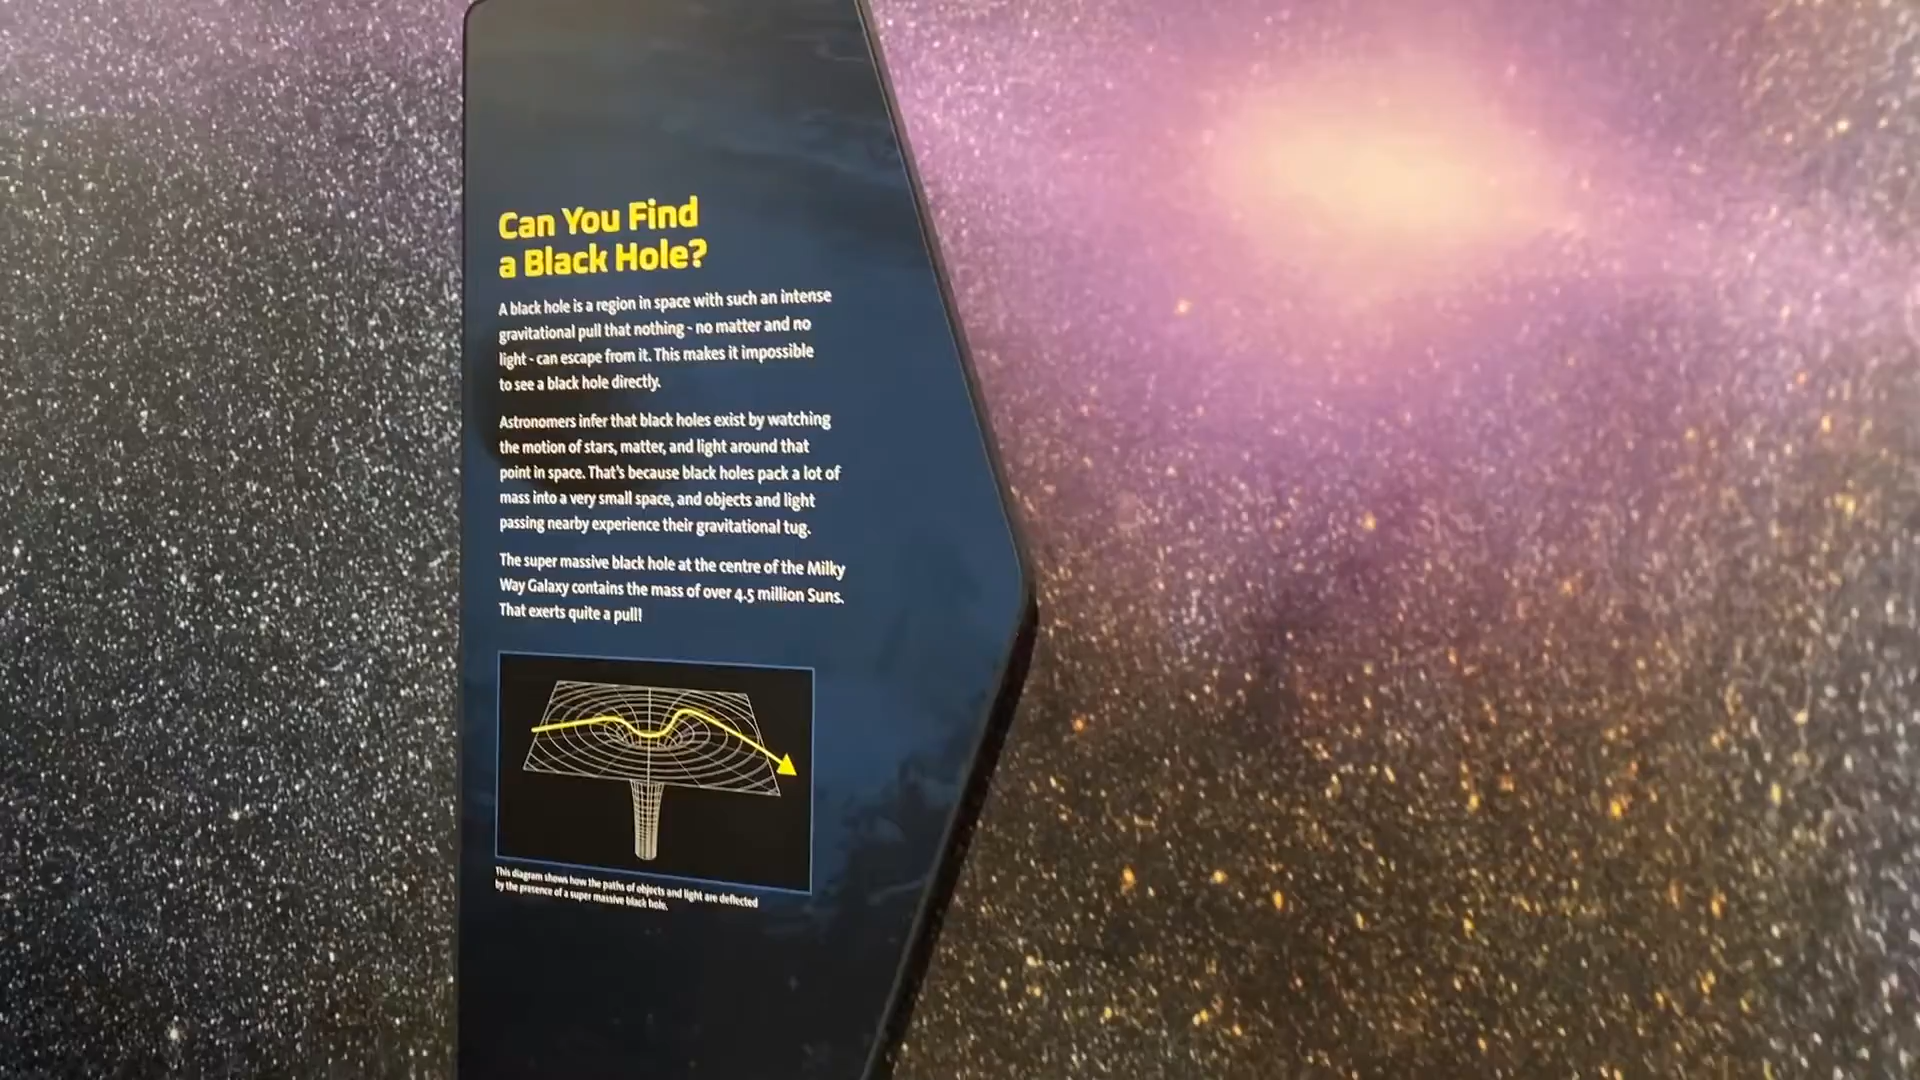 Can You Find
a Black Hole?
A black hole is a region in space with such an intense
gravitational pull that nothing - no matter and no
light - can escape from it. This makes it impossible
to see a black hole directly.
Astronomers infer that black holes exist by watching
the motion of stars, matter, and light around that
point in space. That's because black holes pack a lot of
mass into a very small space, and objects and light
passing nearby experience their gravitational tug.
The super massive black hole at the centre of the Milky
Way Galaxy contains the mass of over 4.5 million Suns.
That exerts quite a pull!
This diagram shows how the paths of objects and light are deflected
by the presence of a super massive black hole.